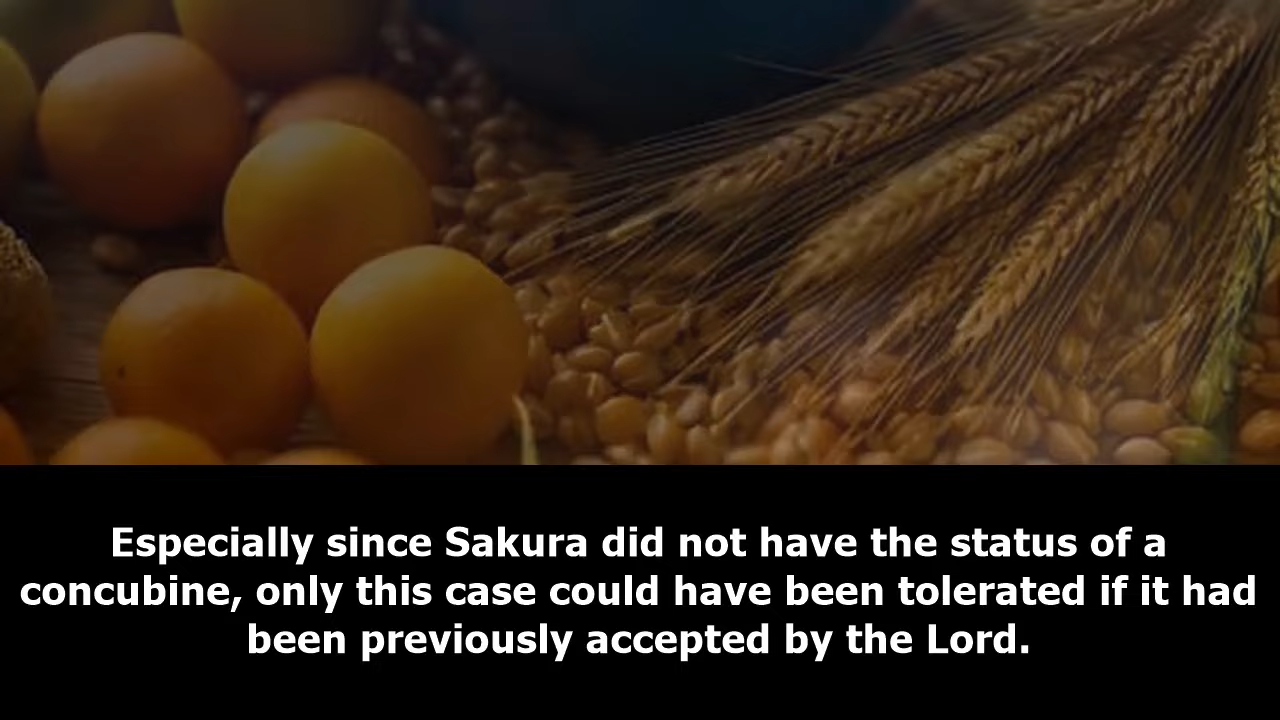 Especially since Sakura did not have the status of a
concubine, only this case could have been tolerated if it had
been previously accepted by the Lord.